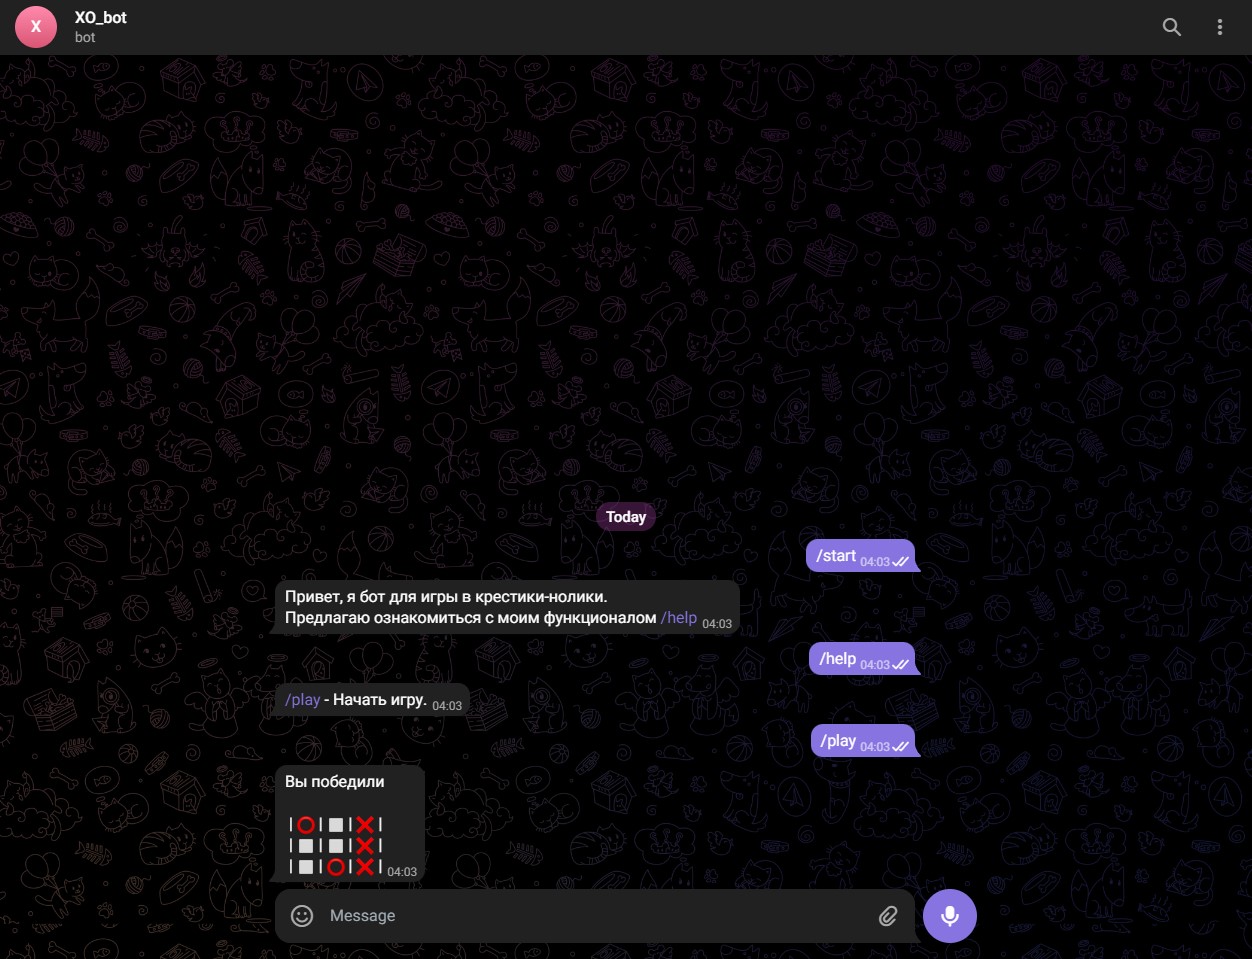 X
XO_bot
bot
Today
/start 04:03
Привет, я бот для игры в крестики-нолики.
Предлагаю ознакомиться с моим функционалом /help 04:03
/help 04:03
/play - Начать игру. 04:03
/play 04:03
Вы победили
|⭕|⬜|❌|
|⬜|⬜|❌|
|⬜|⭕|❌| 04:03
Message